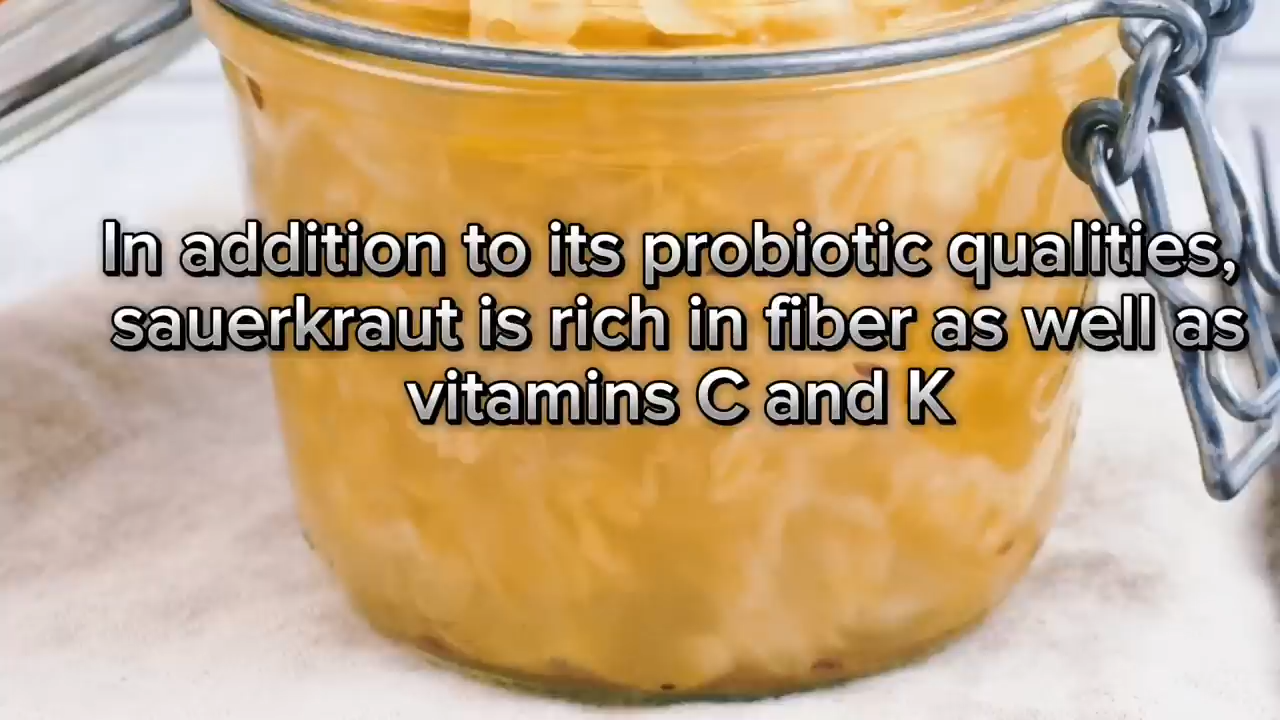 In addition to its probiotic qualities,
sauerkraut is rich in fiber as well as
vitamins C and K